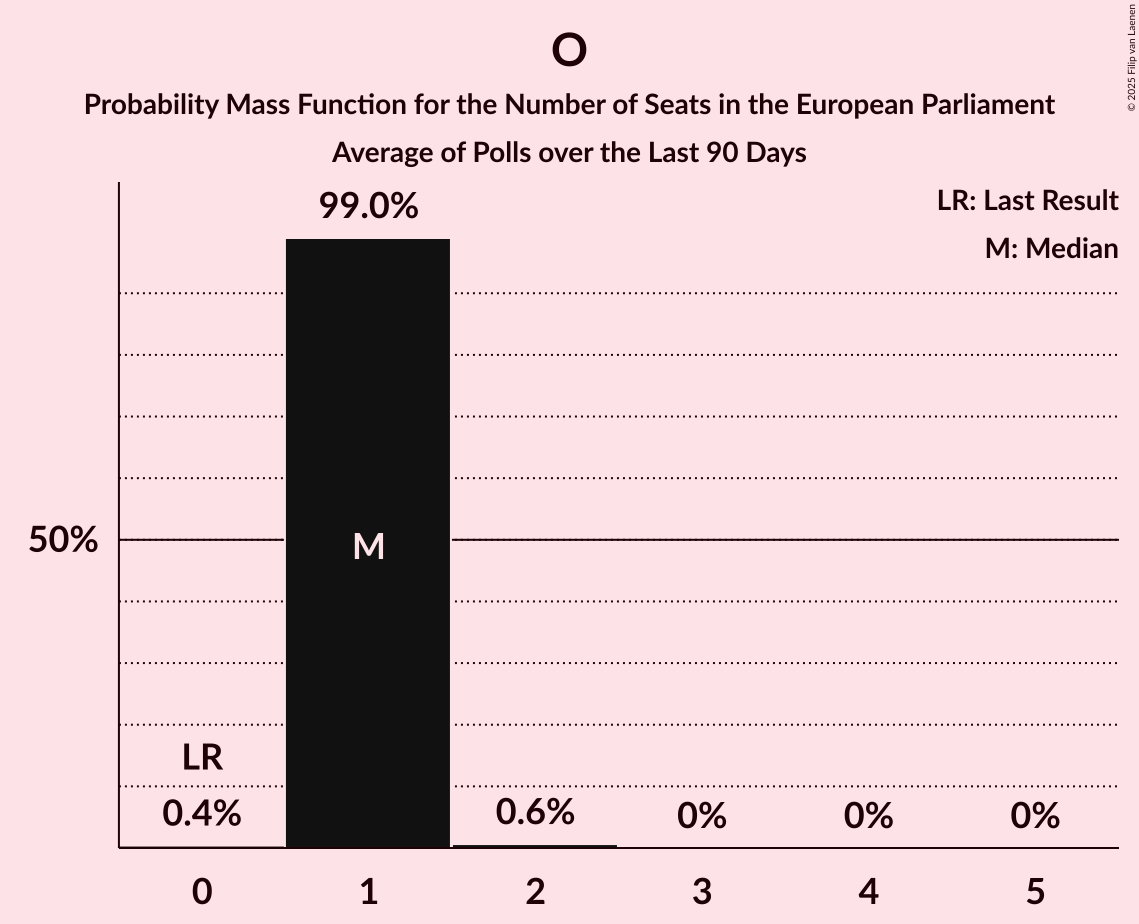 O
Probability Mass Function for the Number of Seats in the European Parliament
Average of Polls over the Last 90 Days
© 2025 Filip van Laenen
LR: Last Result
M: Median
99.0%
50%
M
LR
0.4%
0.6%
0%
0%
0%
0
1
2
3
4
5